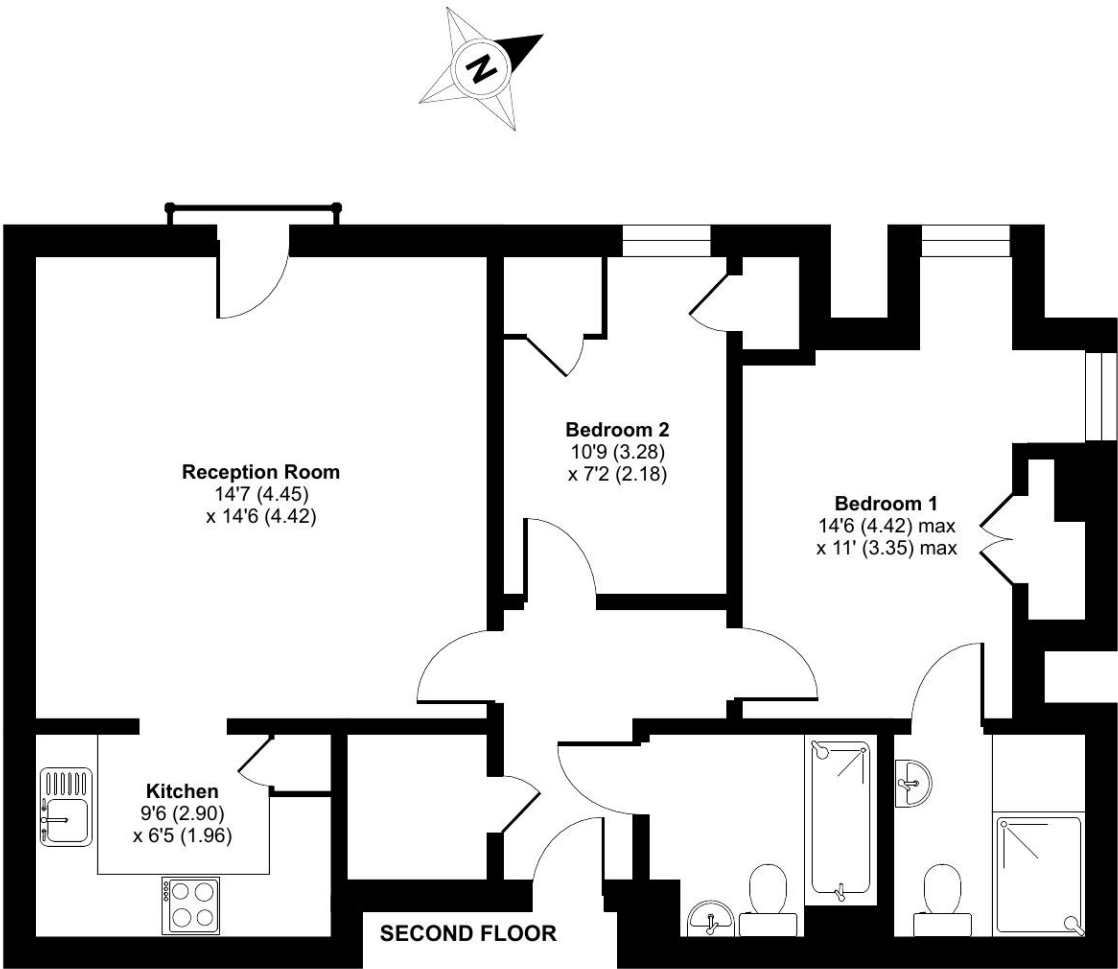 N
Reception Room
14'7 (4.45)
x 14'6 (4.42)
Bedroom 2
10'9 (3.28)
x 7'2 (2.18)
Bedroom 1
14'6 (4.42) max
x 11' (3.35) max
Kitchen
9'6 (2.90)
x 6'5 (1.96)
SECOND FLOOR